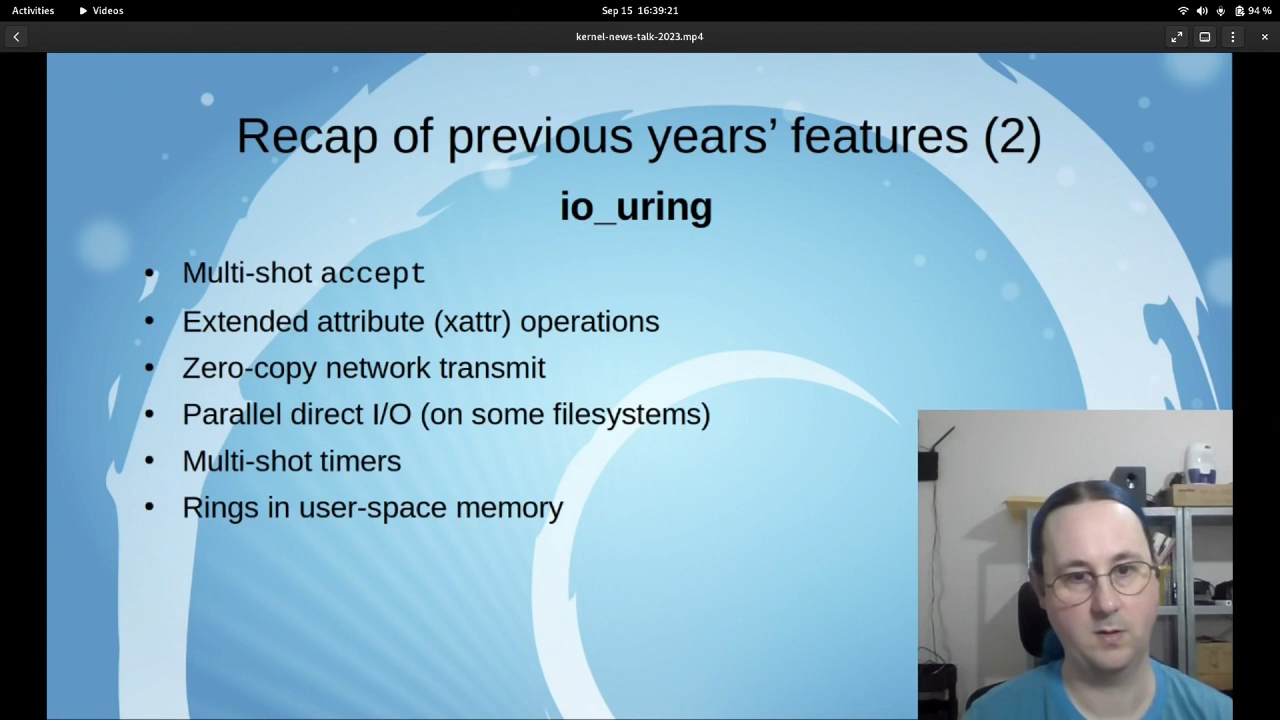 Activities
Videos
Sep 15 16:39:21
94 %
kernel-news-talk-2023.mp4
Recap of previous years’ features (2)
io_uring
• Multi-shot accept
• Extended attribute (xattr) operations
• Zero-copy network transmit
• Parallel direct I/O (on some filesystems)
• Multi-shot timers
• Rings in user-space memory